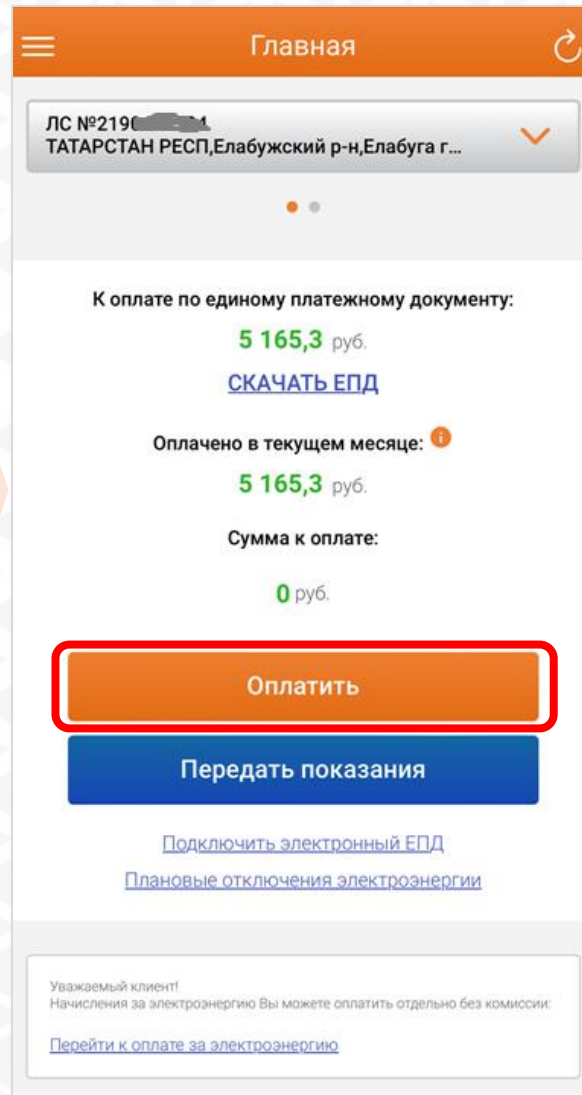 Главная
ЛС №219
ТАТАРСТАН РЕСП,Елабужский р-н,Елабуга г...
К оплате по единому платежному документу:
5 165,3 руб.
СКАЧАТЬ ЕПД
Оплачено в текущем месяце:
5 165,3 руб.
Сумма к оплате:
0 руб.
Оплатить
Передать показания
Подключить электронный ЕПД
Плановые отключения электроэнергии
Уважаемый клиент!
Начисления за электроэнергию Вы можете оплатить отдельно без комиссии:
Перейти к оплате за электроэнергию